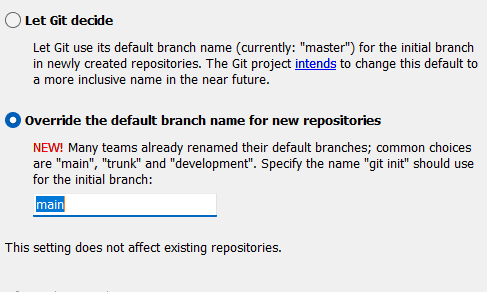 Let Git decide
Let Git use its default branch name (currently: "master") for the initial branch
in newly created repositories. The Git project intends to change this default to
a more inclusive name in the near future.
Override the default branch name for new repositories
NEW! Many teams already renamed their default branches; common choices
are "main", "trunk" and "development". Specify the name "git init" should use
for the initial branch:
main
This setting does not affect existing repositories.